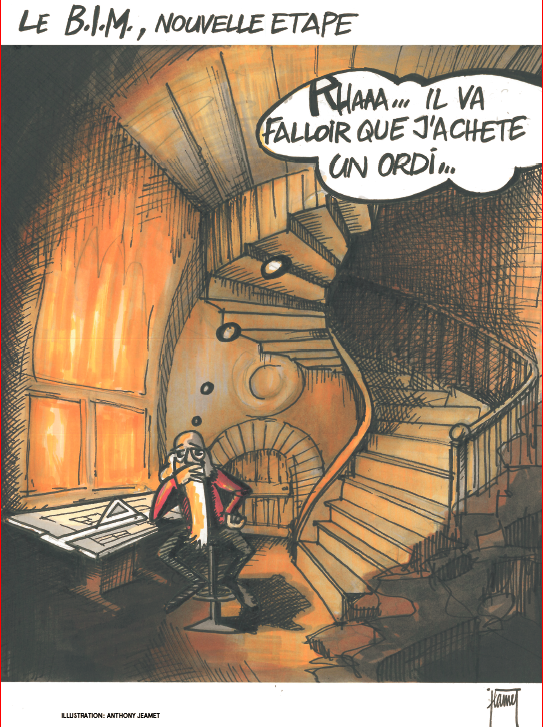 LE B.I.M., NOUVELLE ETAPE
RHAAA... IL VA
FALLOIR QUE J'ACHETE
UN ORDI...
Jeamet
ILLUSTRATION: ANTHONY JEAMET